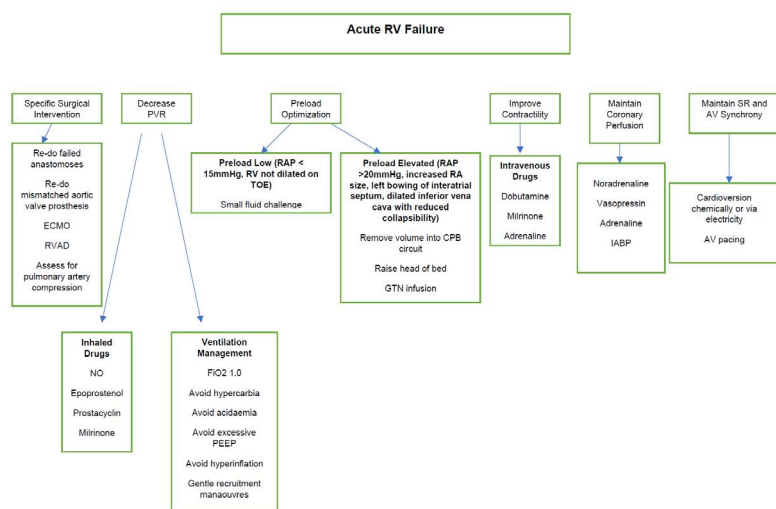 Acute RV Failure
Specific Surgical
Intervention
Decrease
PVR
Preload
Optimization
Improve
Contractility
Maintain
Coronary
Perfusion
Maintain SR and
AV Synchrony
Re-do failed
anastomoses
Re-do
mismatched aortic
valve prosthesis
ECMO
RVAD
Assess for
pulmonary artery
compression
Preload Low (RAP <
15mmHg, RV not dilated on
TOE)
Small fluid challenge
Preload Elevated (RAP
>20mmHg, increased RA
size, left bowing of interatrial
septum, dilated inferior vena
cava with reduced
collapsibility)
Remove volume into CPB
circuit
Raise head of bed
GTN infusion
Intravenous
Drugs
Dobutamine
Milrinone
Adrenaline
Noradrenaline
Vasopressin
Adrenaline
IABP
Cardioversion
chemically or via
electricity
AV pacing
Inhaled
Drugs
NO
Epoprostenol
Prostacyclin
Milrinone
Ventilation
Management
FiO2 1.0
Avoid hypercarbia
Avoid acidaemia
Avoid excessive
PEEP
Avoid hyperinflation
Gentle recruitment
manaouvres